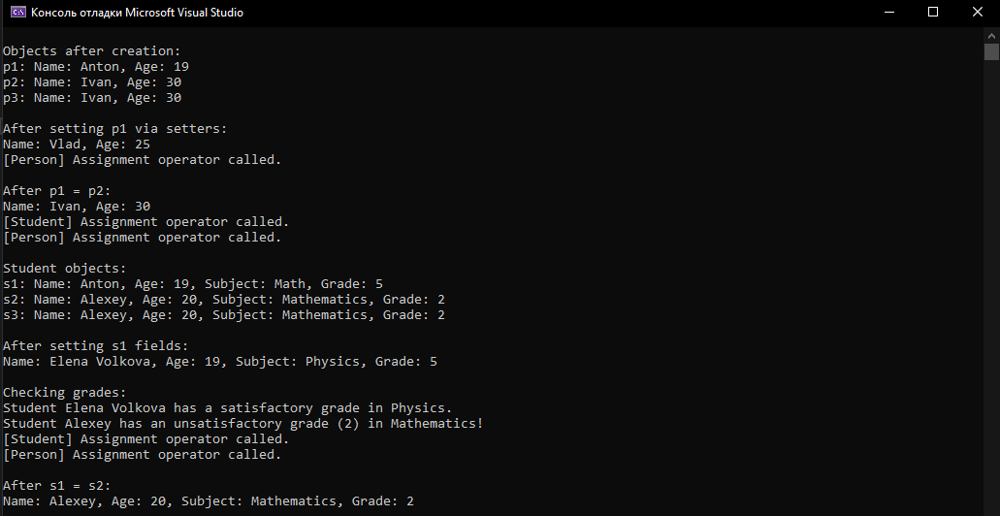 Консоль отладки Microsoft Visual Studio
Objects after creation:
p1: Name: Anton, Age: 19
p2: Name: Ivan, Age: 30
p3: Name: Ivan, Age: 30
After setting p1 via setters:
Name: Vlad, Age: 25
[Person] Assignment operator called.
After p1 = p2:
Name: Ivan, Age: 30
[Student] Assignment operator called.
[Person] Assignment operator called.
Student objects:
s1: Name: Anton, Age: 19, Subject: Math, Grade: 5
s2: Name: Alexey, Age: 20, Subject: Mathematics, Grade: 2
s3: Name: Alexey, Age: 20, Subject: Mathematics, Grade: 2
After setting s1 fields:
Name: Elena Volkova, Age: 19, Subject: Physics, Grade: 5
Checking grades:
Student Elena Volkova has a satisfactory grade in Physics.
Student Alexey has an unsatisfactory grade (2) in Mathematics!
[Student] Assignment operator called.
[Person] Assignment operator called.
After s1 = s2:
Name: Alexey, Age: 20, Subject: Mathematics, Grade: 2